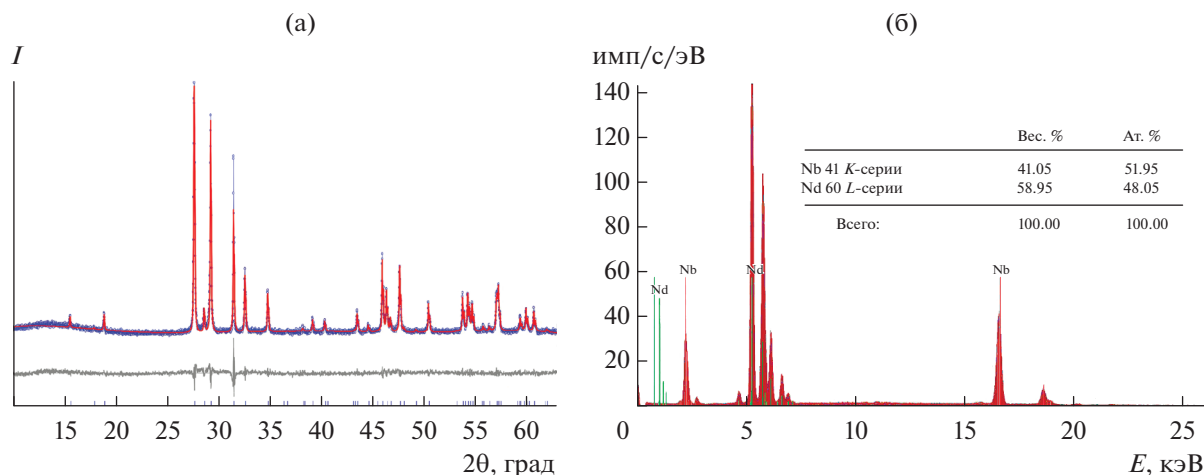 (а)
I
15 20 25 30 35 40 45 50 55 60
2θ, град
(б)
имп/с/эВ
140
120
100
80
60
40
20
0 5 10 15 20 25
E, кэВ
Nd
Nb
Nd
Nb
Вес. % Ат. %
Nb 41 K-серии 41.05 51.95
Nd 60 L-серии 58.95 48.05
Всего: 100.00 100.00